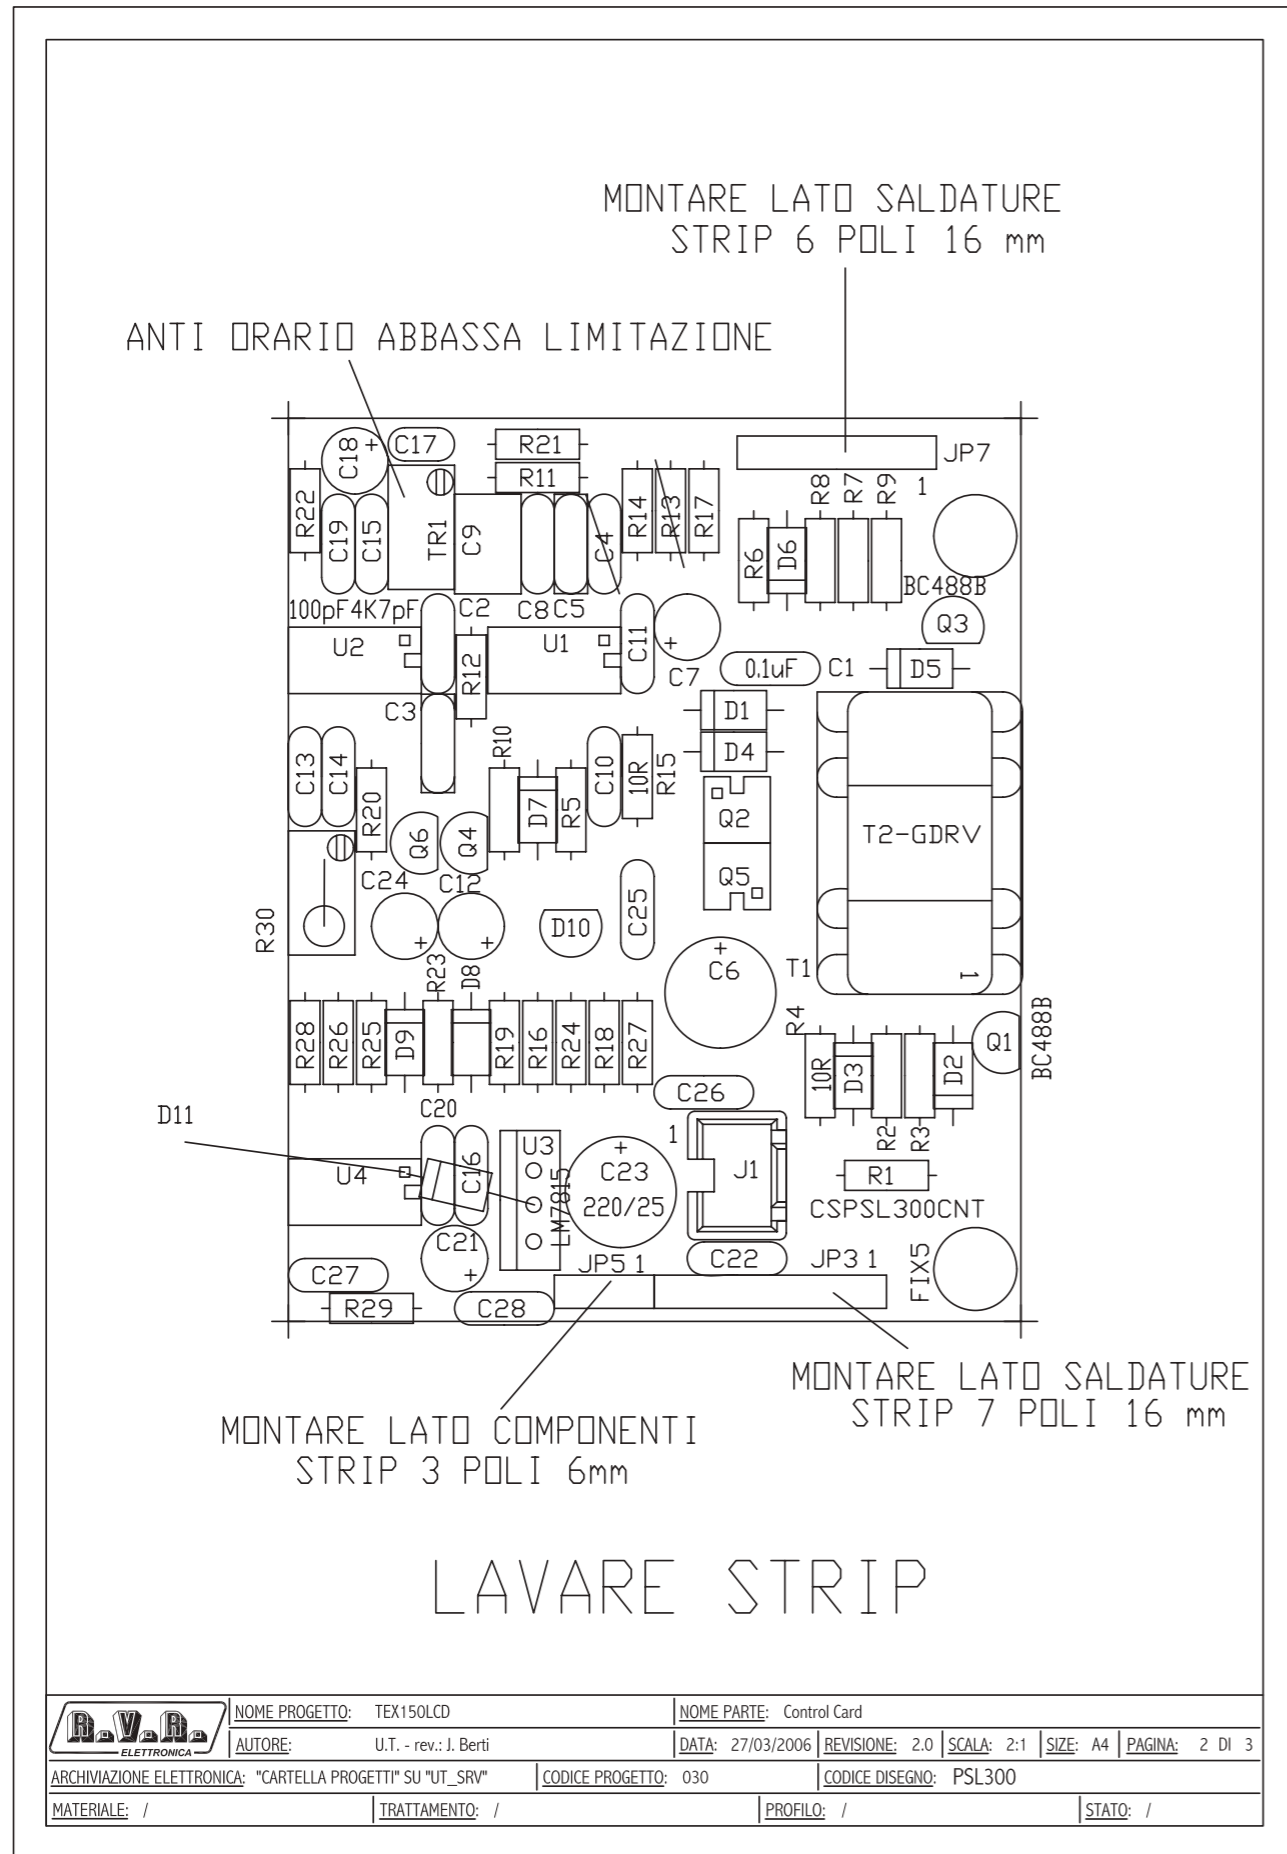 MONTARE LATO SALDATURE
STRIP 6 POLI 16 mm
ANTI ORARIO ABBASSA LIMITAZIONE
C18 + C17 R21 JP7
R22 C19 C15 TR1 C9 R11 C4 R14 R13 R17 R8 R7 R9 1
R6 D6
BC488B
100pF 4K7pF C2 C8 C5
U2 R12 U1 C11 + C7 Q3
0.1uF C1 D5
C3 D1
R10 D4
C13 C14 R20 D7 R5 C10 10R R15
Q6 Q4 Q2 T2-GDRV
C24 C12 Q5
R30 + + D10 C25
+ C6 T1 1
R23 D8 R4 BC488B
R28 R26 R25 D9 R19 R16 R24 R18 R27 10R D3 D2 Q1
C26
C20 R2 R3
D11 1
U4 C16 U3 LM7815 + C23 220/25 J1 R1
CSPSL300CNT
C21 +
C27 JP5 1 C22 JP3 1 FIX5
R29 C28
MONTARE LATO SALDATURE
STRIP 7 POLI 16 mm
MONTARE LATO COMPONENTI
STRIP 3 POLI 6mm
LAVARE STRIP
R.V.R. ELETTRONICA
NOME PROGETTO: TEX150LCD NOME PARTE: Control Card
AUTORE: U.T. - rev.: J. Berti DATA: 27/03/2006 REVISIONE: 2.0 SCALA: 2:1 SIZE: A4 PAGINA: 2 DI 3
ARCHIVIAZIONE ELETTRONICA: "CARTELLA PROGETTI" SU "UT_SRV" CODICE PROGETTO: 030 CODICE DISEGNO: PSL300
MATERIALE: / TRATTAMENTO: / PROFILO: / STATO: /